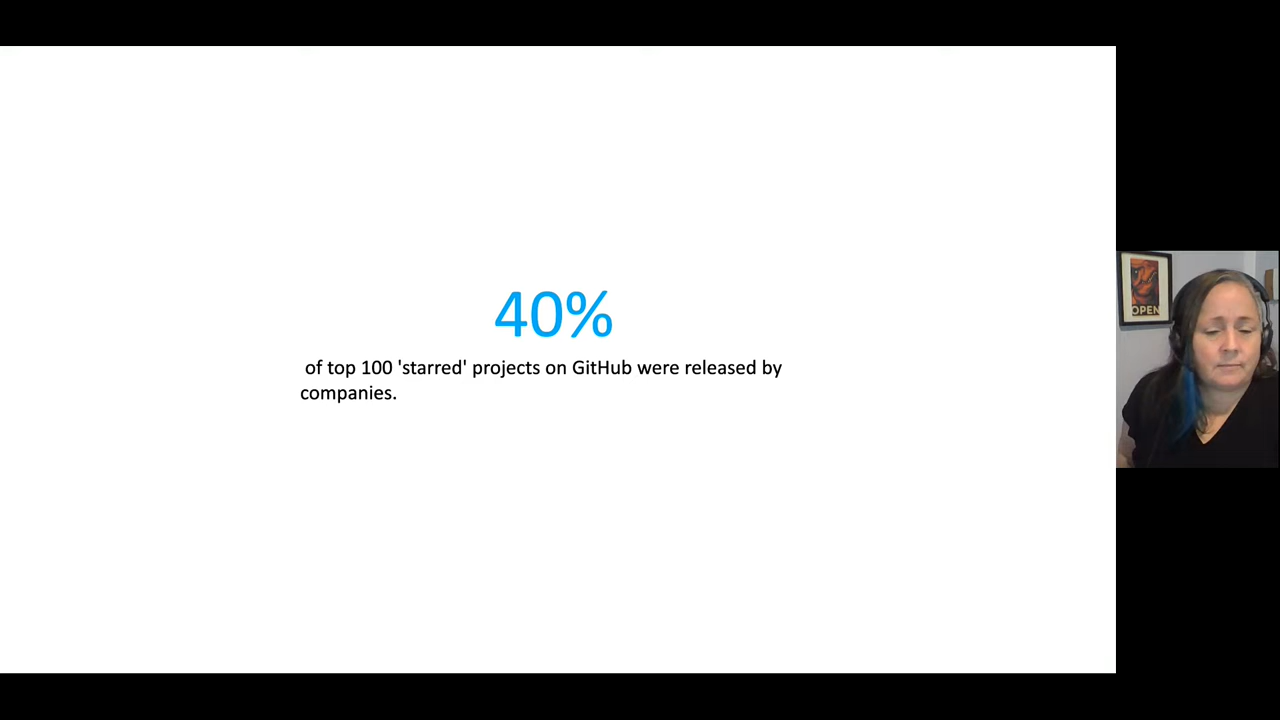 40%
of top 100 'starred' projects on GitHub were released by
companies.
OPEN